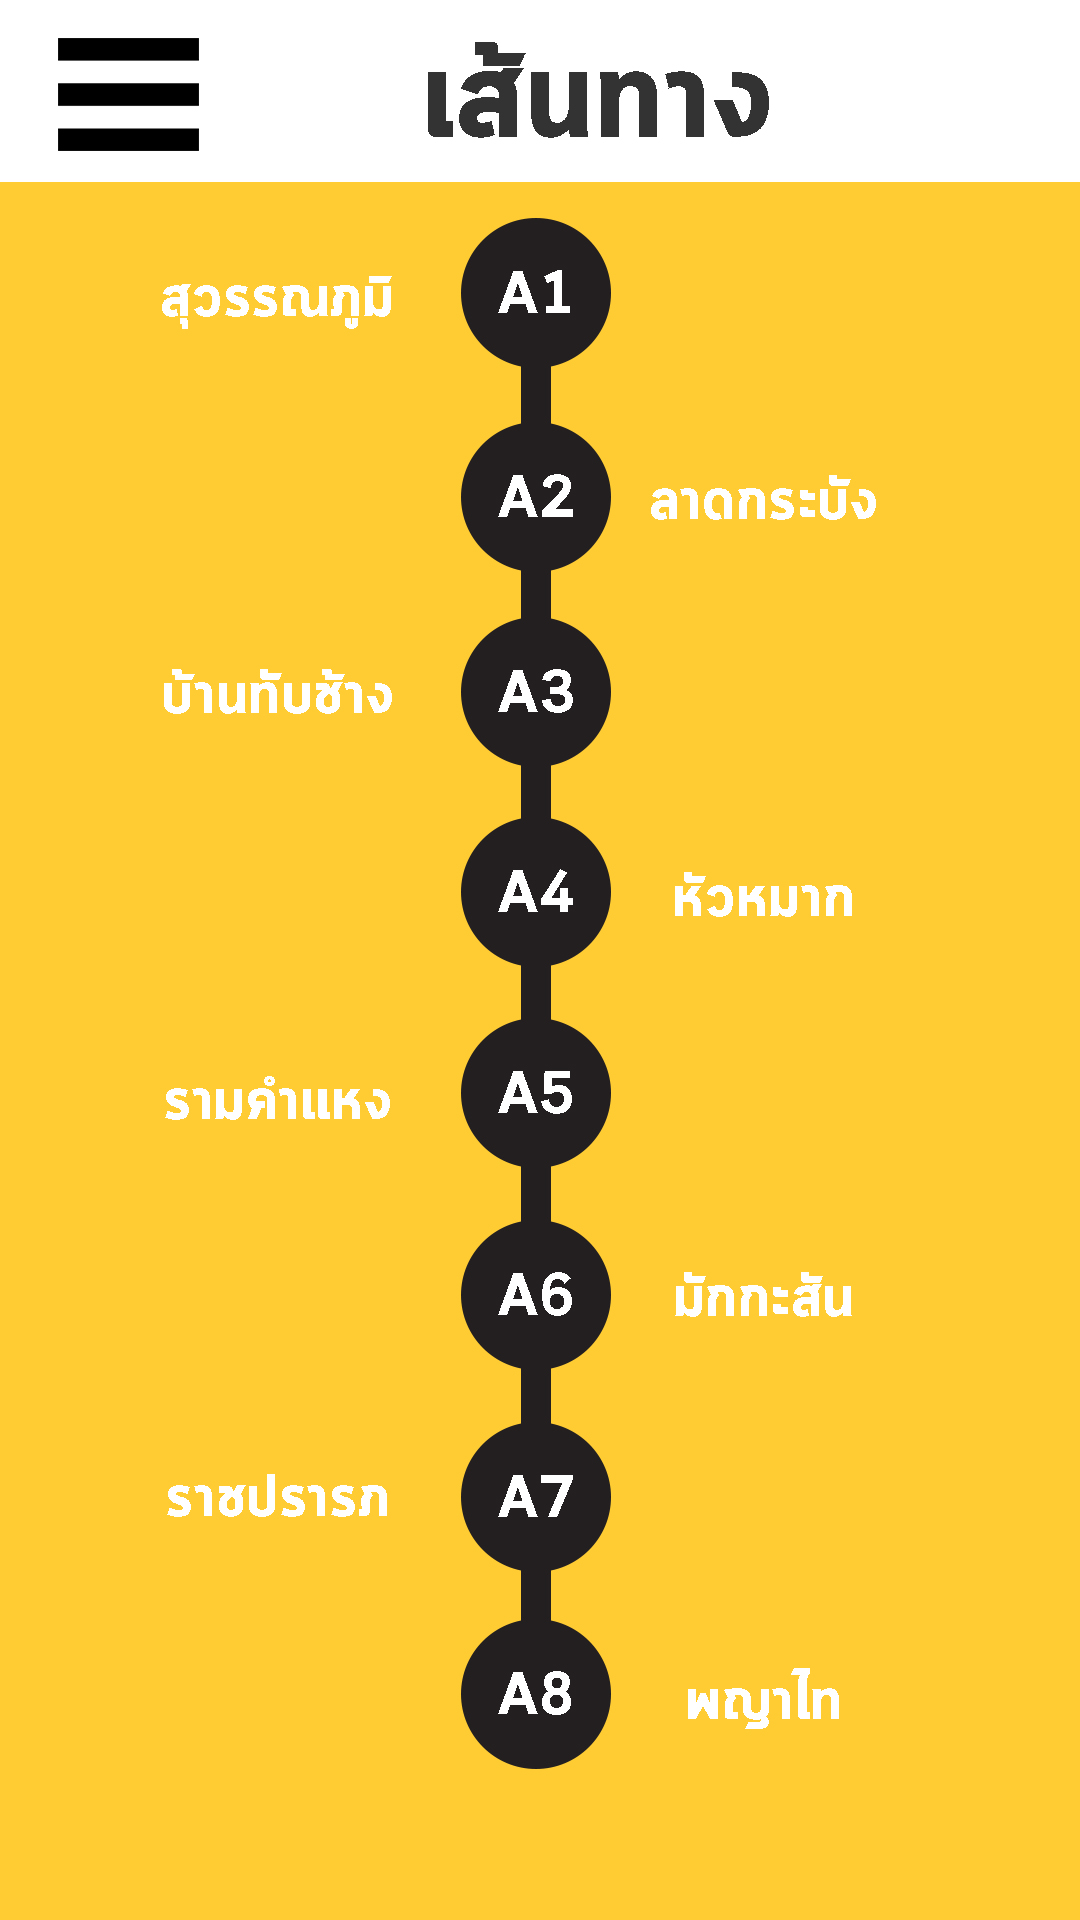 เส้นทาง
สุวรรณภูมิ A1
A2 ลาดกระบัง
บ้านทับช้าง A3
A4 หัวหมาก
รามคำแหง A5
A6 มักกะสัน
ราชปรารภ A7
A8 พญาไท